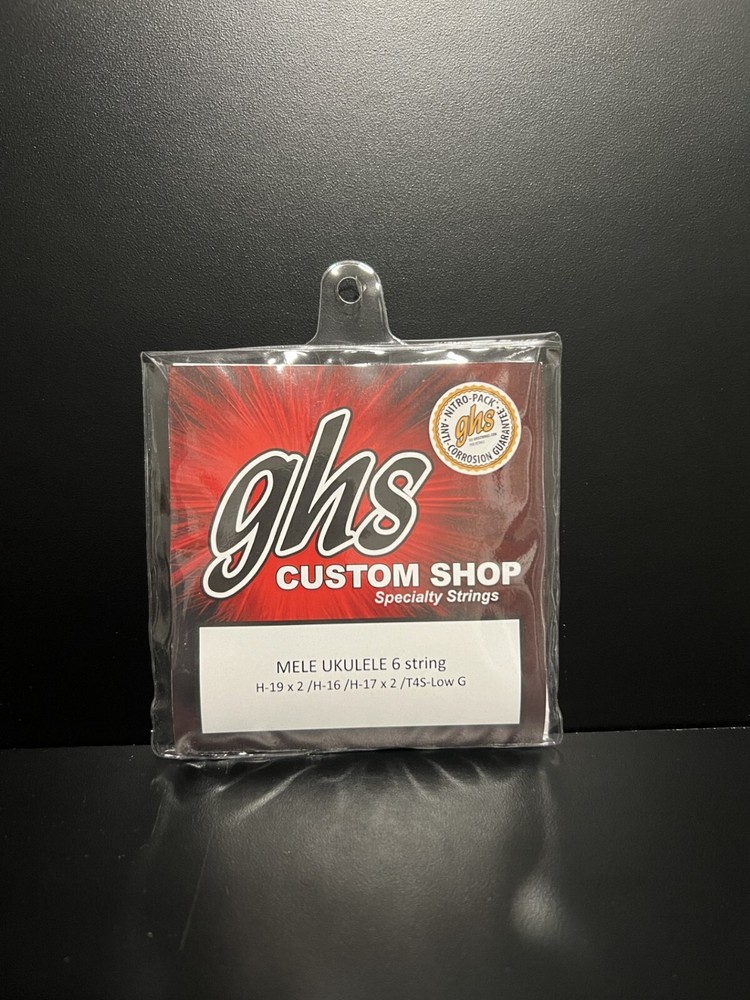 NITRO-PACK
ghs
ANTI-CORROSION GUARANTEE
ghs
CUSTOM SHOP
Specialty Strings
MELE UKULELE 6 string
H-19 x 2 /H-16 /H-17 x 2 /T4S-Low G